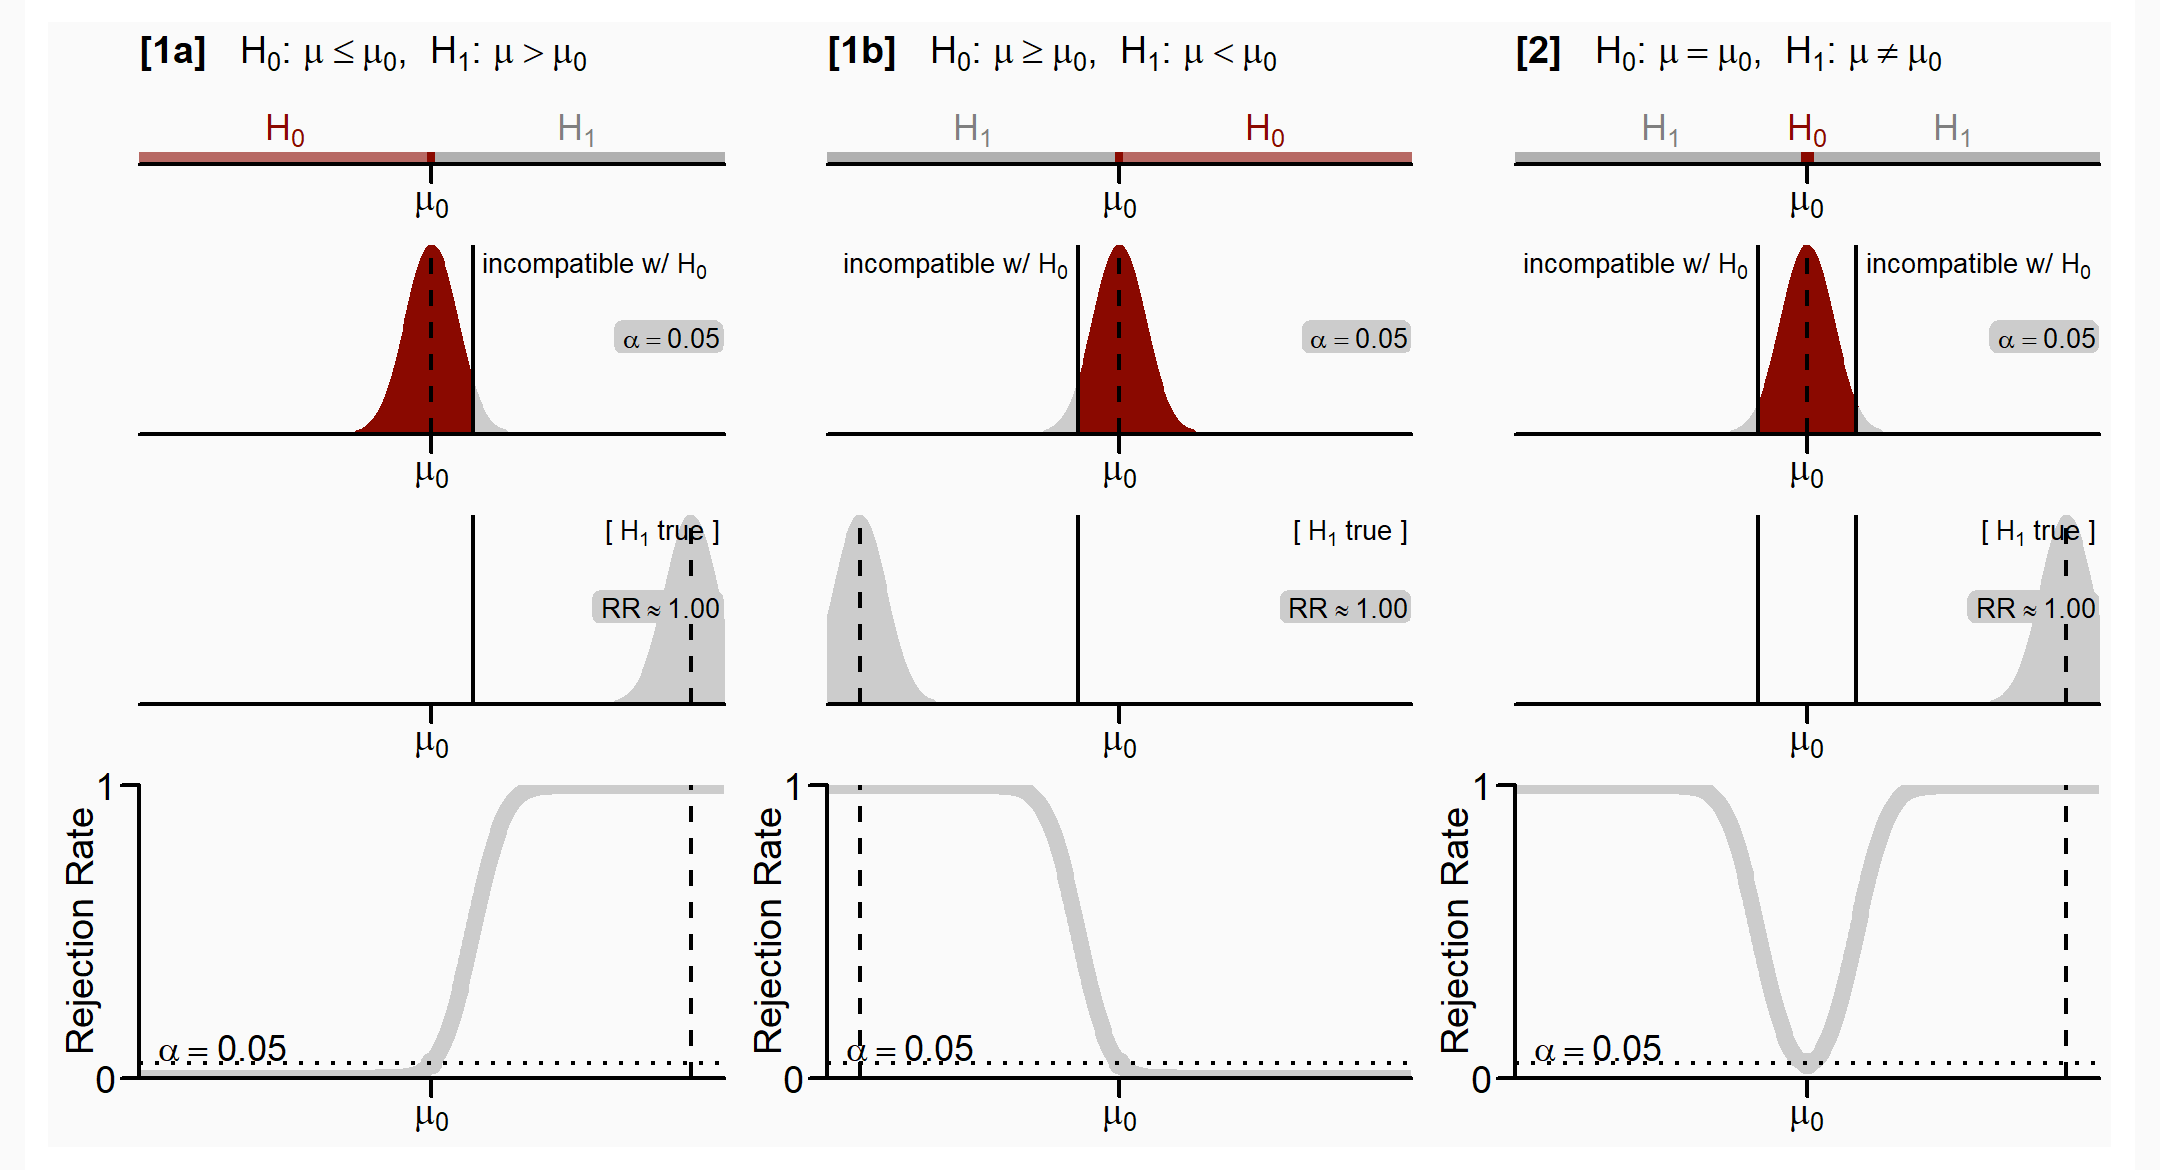 [1a] H₀: μ ≤ μ₀, H₁: μ > μ₀
H₀ H₁
μ₀
incompatible w/ H₀
α = 0.05
μ₀
[ H₁ true ]
RR ≈ 1.00
μ₀
1
Rejection Rate
α = 0.05
0
μ₀
[1b] H₀: μ ≥ μ₀, H₁: μ < μ₀
H₁ H₀
μ₀
incompatible w/ H₀
α = 0.05
μ₀
[ H₁ true ]
RR ≈ 1.00
μ₀
1
Rejection Rate
α = 0.05
0
μ₀
[2] H₀: μ = μ₀, H₁: μ ≠ μ₀
H₁ H₀ H₁
μ₀
incompatible w/ H₀ incompatible w/ H₀
α = 0.05
μ₀
[ H₁ true ]
RR ≈ 1.00
μ₀
1
Rejection Rate
α = 0.05
0
μ₀